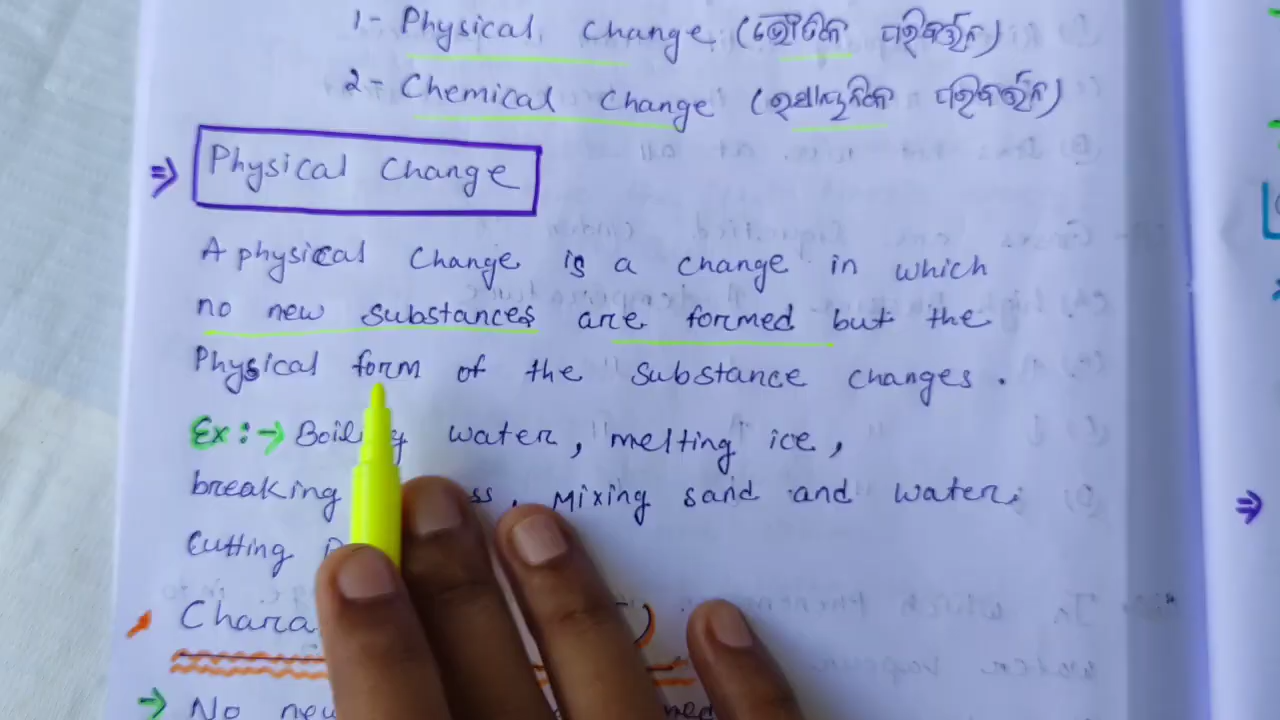 1- Physical Change (ଭୌତିକ ପରିବର୍ତ୍ତନ)
2- Chemical Change (ରସାୟନିକ ପରିବର୍ତ୍ତନ)
⇒ Physical Change
A physical Change is a change in which
no new substances are formed but the
Physical form of the substance changes.
Ex:→ water, melting ice,
breaking , Mixing sand and water,
Cutting
No new